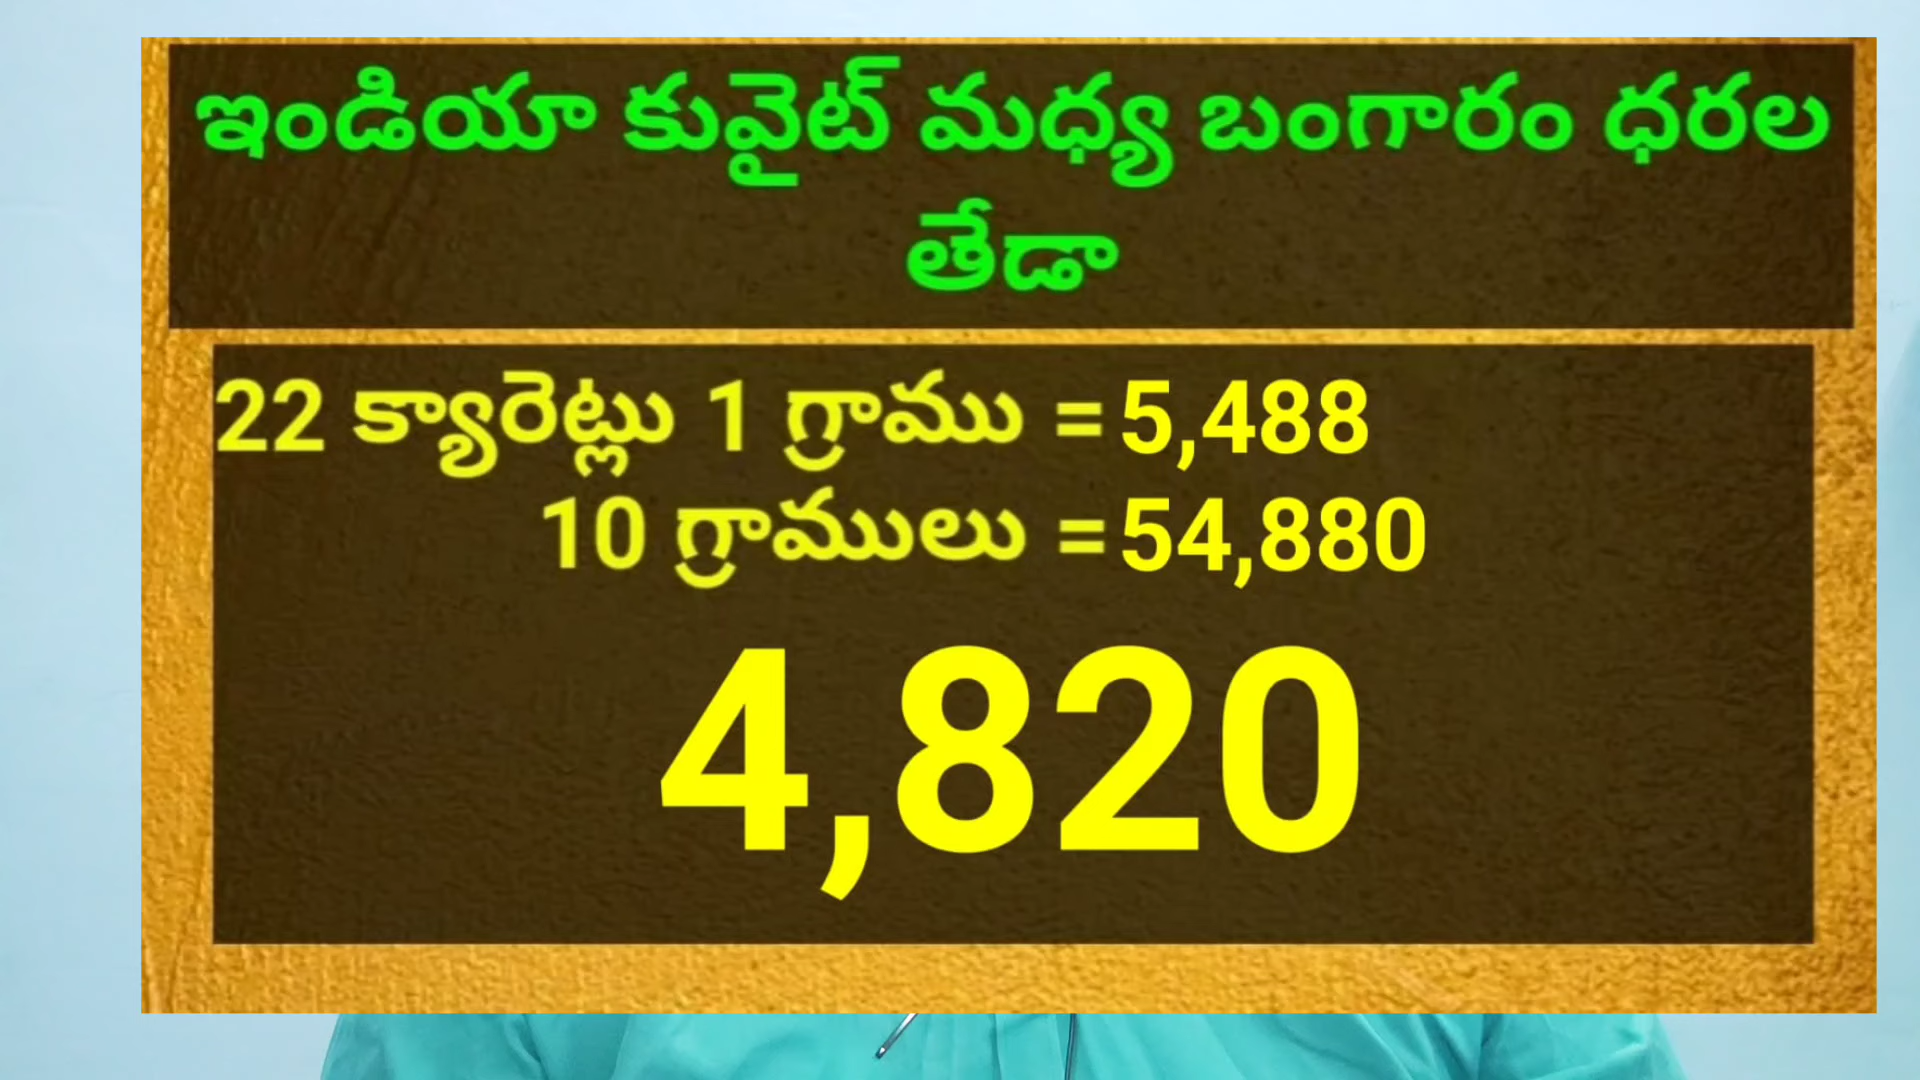 ఇండియా కువైట్ మధ్య బంగారం ధరల
తేడా
22 క్యారెట్లు 1 గ్రాము =5,488
10 గ్రాములు =54,880
4,820